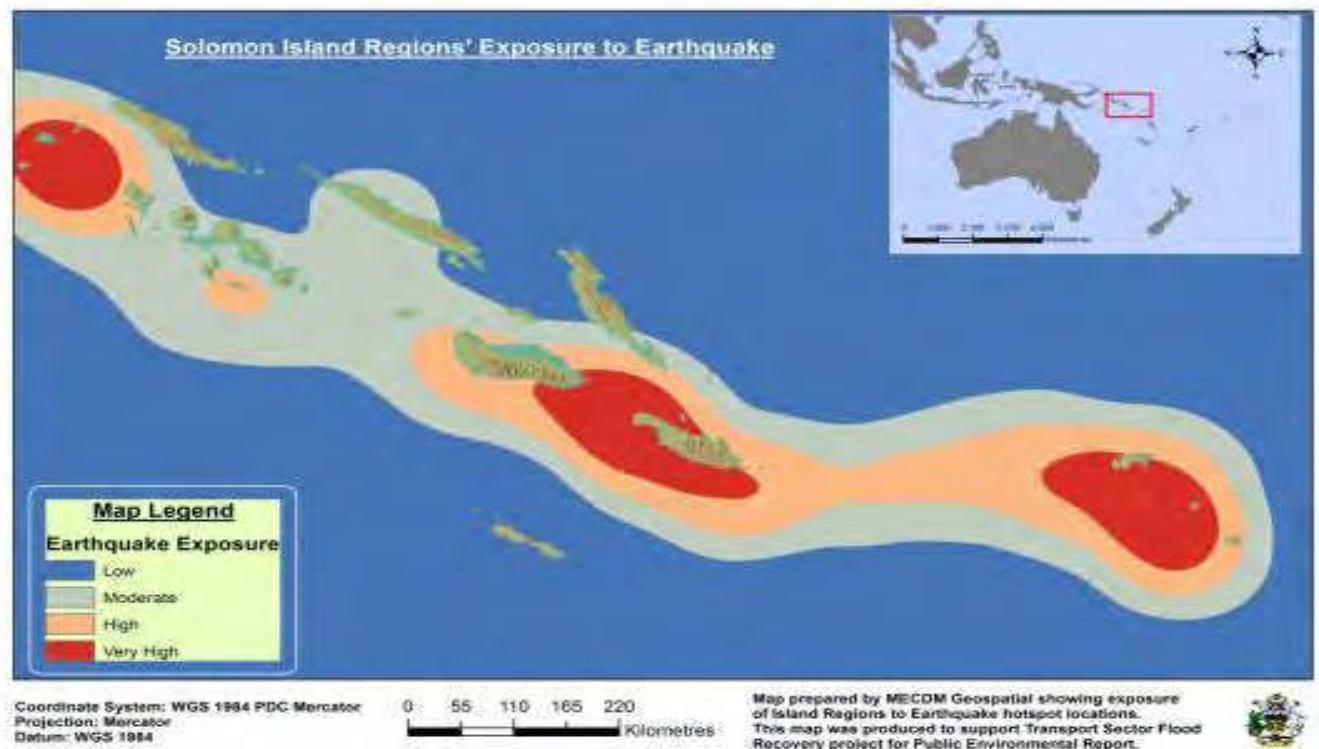 Solomon Island Regions' Exposure to Earthquake
Map Legend
Earthquake Exposure
Low
Moderate
High
Very High
Coordinate System: WGS 1984 PDC Mercator
Projection: Mercator
Datum: WGS 1984
0 55 110 165 220
Kilometres
Map prepared by MECDM Geospatial showing exposure
of Island Regions to Earthquake hotspot locations.
This map was produced to support Transport Sector Flood
Recovery project for Public Environmental Report.